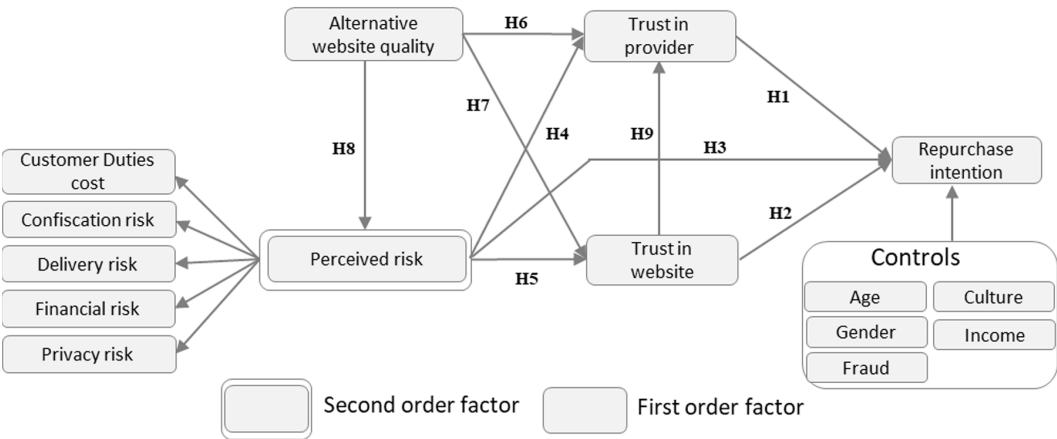 Alternative
website quality
H6
Trust in
provider
H7
H4
H9
H1
H8
H3
Repurchase
intention
Customer Duties
cost
Confiscation risk
Delivery risk
Financial risk
Privacy risk
Perceived risk
H5
Trust in
website
H2
Controls
Age
Culture
Gender
Income
Fraud
Second order factor
First order factor